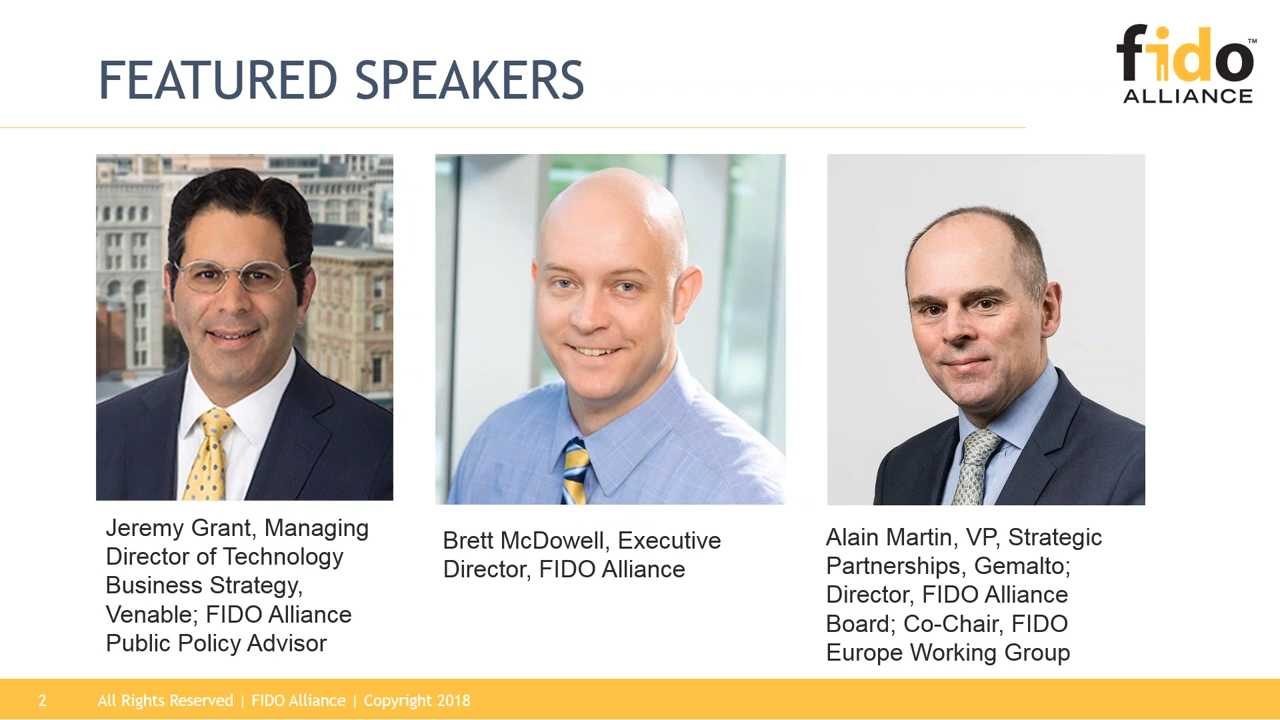 FEATURED SPEAKERS
fido™
ALLIANCE
Jeremy Grant, Managing
Director of Technology
Business Strategy,
Venable; FIDO Alliance
Public Policy Advisor
Brett McDowell, Executive
Director, FIDO Alliance
Alain Martin, VP, Strategic
Partnerships, Gemalto;
Director, FIDO Alliance
Board; Co-Chair, FIDO
Europe Working Group
2 All Rights Reserved | FIDO Alliance | Copyright 2018